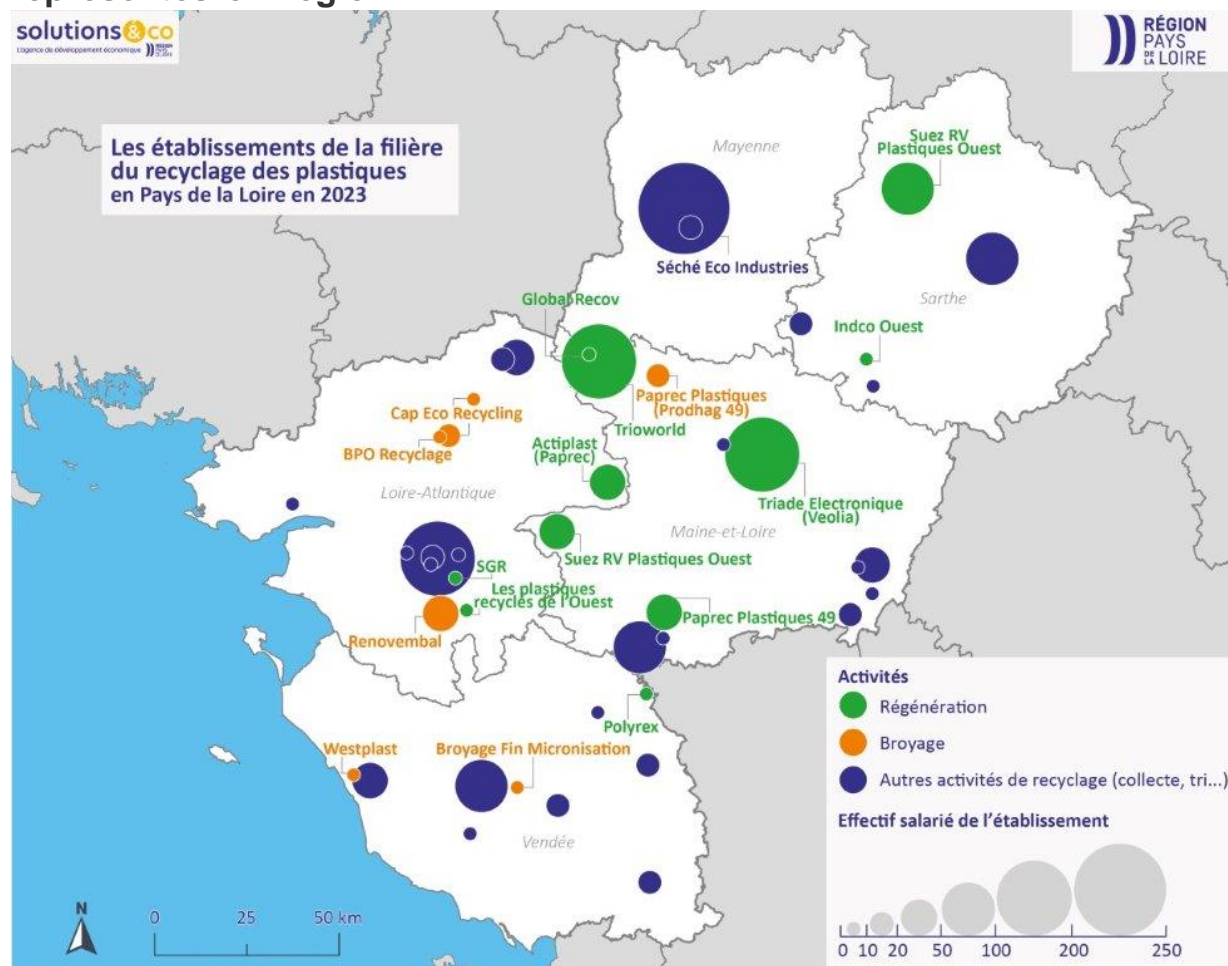 solutions&co
L'agence de développement économique
RÉGION
PAYS
DE LA LOIRE
RÉGION
PAYS
DE LA LOIRE
Les établissements de la filière
du recyclage des plastiques
en Pays de la Loire en 2023
Mayenne
Suez RV
Plastiques Ouest
Séché Eco Industries
Sarthe
Global Recov
Indco Ouest
Paprec Plastiques
(Prodhag 49)
Cap Eco Recycling
Trioworld
Actiplast
(Paprec)
BPO Recyclage
Loire-Atlantique
Triade Electronique
(Veolia)
Maine-et-Loire
Suez RV Plastiques Ouest
SGR
Les plastiques
recyclés de l'Ouest
Paprec Plastiques 49
Renovembal
Polyrex
Westplast
Broyage Fin Micronisation
Vendée
Activités
Régénération
Broyage
Autres activités de recyclage (collecte, tri...)
Effectif salarié de l'établissement
0 10 20 50 100 200 250
N
0 25 50 km